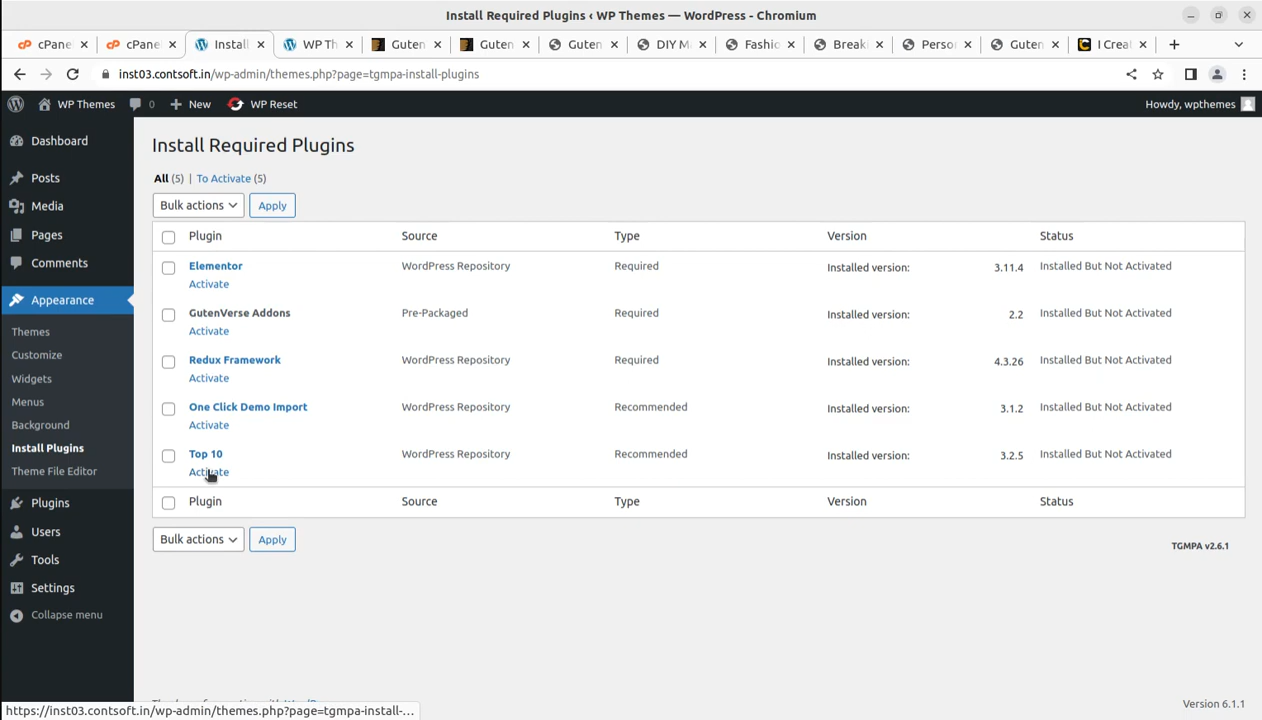 Install Required Plugins ‹ WP Themes — WordPress - Chromium
cPane
cPane
Install
WP Th
Guten
Guten
Guten
DIY M
Fashio
Break
Perso
Guten
I Crea
inst03.contsoft.in/wp-admin/themes.php?page=tgmpa-install-plugins
WP Themes 0 New WP Reset Howdy, wpthemes
Dashboard
Posts
Media
Pages
Comments
Appearance
Themes
Customize
Widgets
Menus
Background
Install Plugins
Theme File Editor
Plugins
Users
Tools
Settings
Collapse menu
Install Required Plugins
All (5) | To Activate (5)
Bulk actions Apply
Plugin Source Type Version Status
Elementor WordPress Repository Required Installed version: 3.11.4 Installed But Not Activated
Activate
GutenVerse Addons Pre-Packaged Required Installed version: 2.2 Installed But Not Activated
Activate
Redux Framework WordPress Repository Required Installed version: 4.3.26 Installed But Not Activated
Activate
One Click Demo Import WordPress Repository Recommended Installed version: 3.1.2 Installed But Not Activated
Activate
Top 10 WordPress Repository Recommended Installed version: 3.2.5 Installed But Not Activated
Activate
Plugin Source Type Version Status
Bulk actions Apply
TGMPA v2.6.1
Version 6.1.1
https://inst03.contsoft.in/wp-admin/themes.php?page=tgmpa-install-...